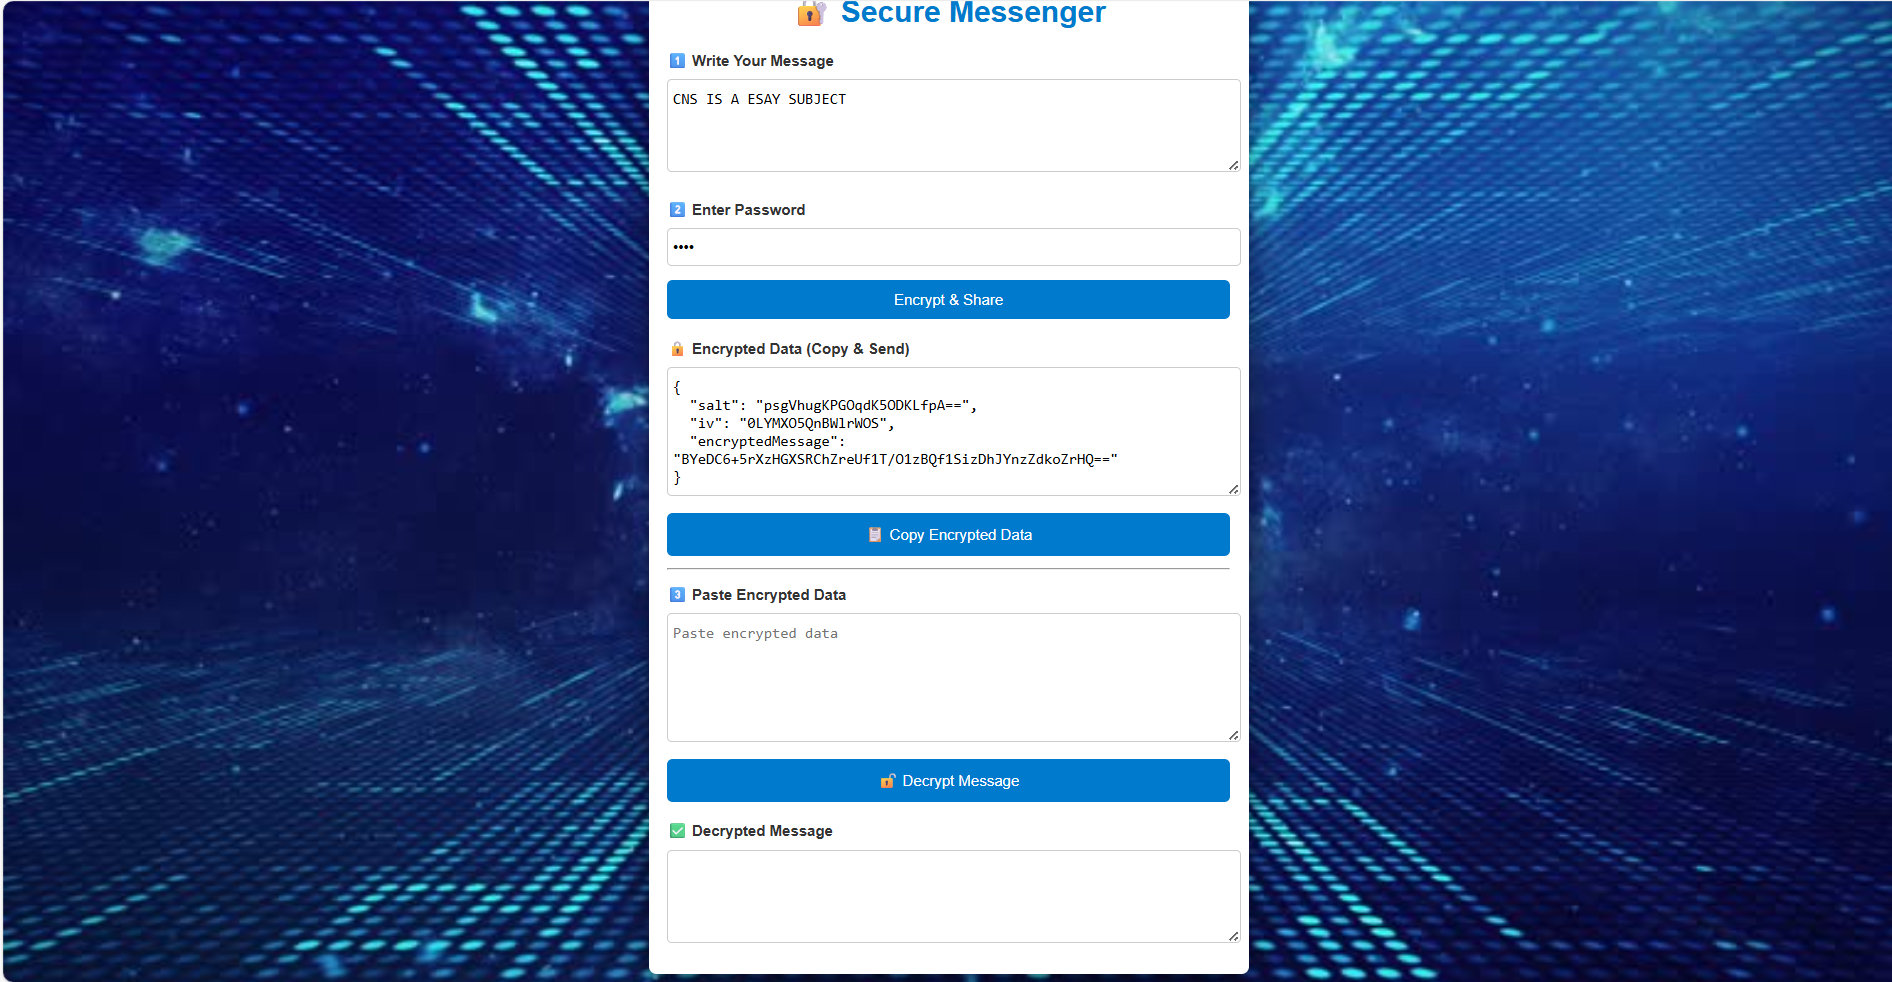 🔐 Secure Messenger
1️⃣ Write Your Message
CNS IS A ESAY SUBJECT
2️⃣ Enter Password
••••
Encrypt & Share
🔒 Encrypted Data (Copy & Send)
{
"salt": "psgVhugKPGOqdK5ODKLfpA==",
"iv": "0LYMXO5QnBWlrWOS",
"encryptedMessage":
"BYeDC6+5rXzHGXSRChZreUf1T/O1zBQf1SizDhJYnzZdkoZrHQ=="
}
📋 Copy Encrypted Data
3️⃣ Paste Encrypted Data
Paste encrypted data
🔓 Decrypt Message
✅ Decrypted Message